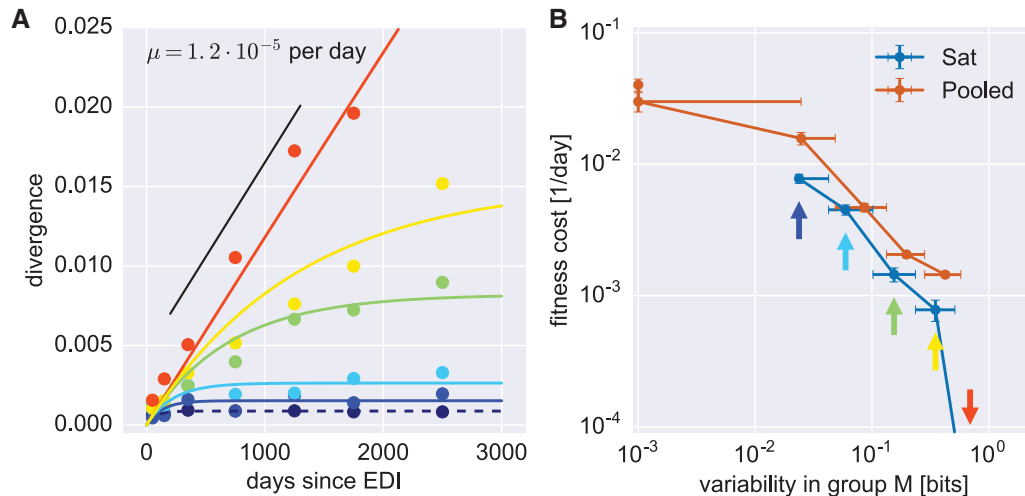 A
μ = 1.2 · 10⁻⁵ per day
0.025
0.020
0.015
0.010
0.005
0.000
divergence
0
1000
2000
3000
days since EDI
B
Sat
Pooled
10⁻¹
10⁻²
10⁻³
10⁻⁴
fitness cost [1/day]
10⁻³
10⁻²
10⁻¹
10⁰
variability in group M [bits]